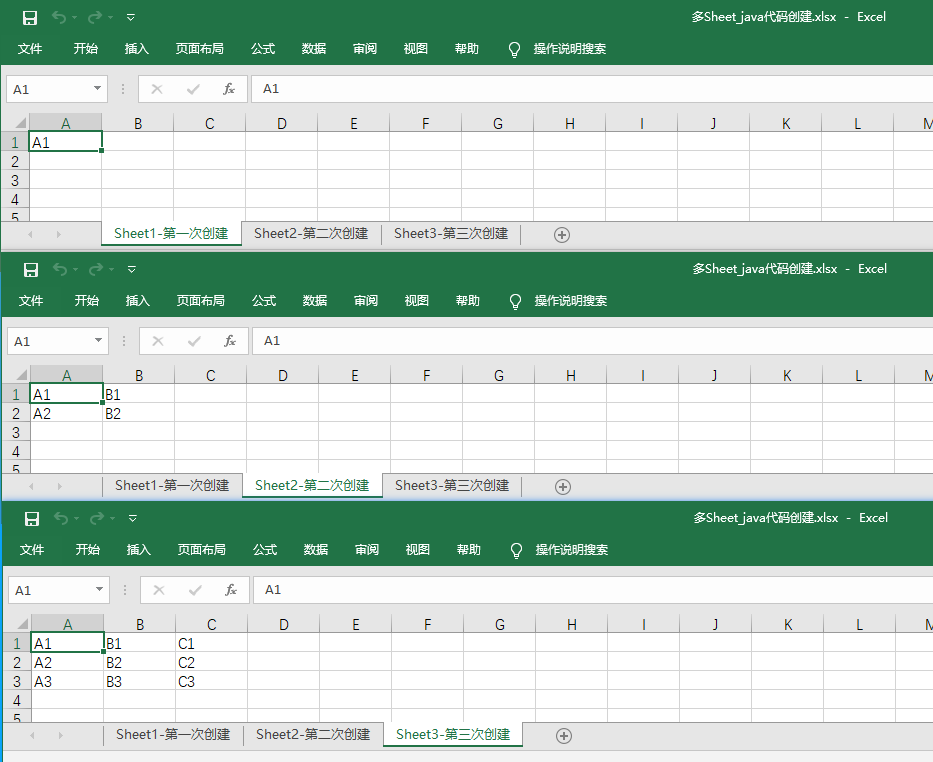 多Sheet_java代码创建.xlsx - Excel
文件 开始 插入 页面布局 公式 数据 审阅 视图 帮助 操作说明搜索
A1 fx A1
A B C D E F G H I J K L M
1 A1
2
3
4
5
Sheet1-第一次创建 Sheet2-第二次创建 Sheet3-第三次创建
多Sheet_java代码创建.xlsx - Excel
文件 开始 插入 页面布局 公式 数据 审阅 视图 帮助 操作说明搜索
A1 fx A1
A B C D E F G H I J K L M
1 A1 B1
2 A2 B2
3
4
5
Sheet1-第一次创建 Sheet2-第二次创建 Sheet3-第三次创建
多Sheet_java代码创建.xlsx - Excel
文件 开始 插入 页面布局 公式 数据 审阅 视图 帮助 操作说明搜索
A1 fx A1
A B C D E F G H I J K L M
1 A1 B1 C1
2 A2 B2 C2
3 A3 B3 C3
4
5
Sheet1-第一次创建 Sheet2-第二次创建 Sheet3-第三次创建